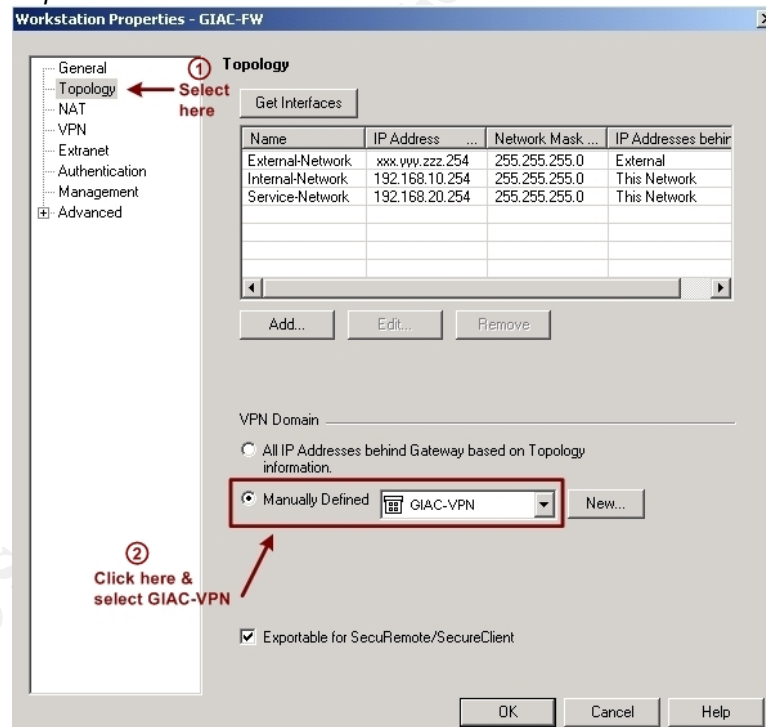 Workstation Properties - GIAC-FW
General
Topology
NAT
VPN
Extranet
Authentication
Management
Advanced
① Select here
Topology
Get Interfaces
Name IP Address ... Network Mask ... IP Addresses behir
External-Network xxx.yyy.zzz.254 255.255.255.0 External
Internal-Network 192.168.10.254 255.255.255.0 This Network
Service-Network 192.168.20.254 255.255.255.0 This Network
Add... Edit... Remove
VPN Domain
All IP Addresses behind Gateway based on Topology
information.
Manually Defined GIAC-VPN New...
②
Click here &
select GIAC-VPN
Exportable for SecuRemote/SecureClient
OK Cancel Help